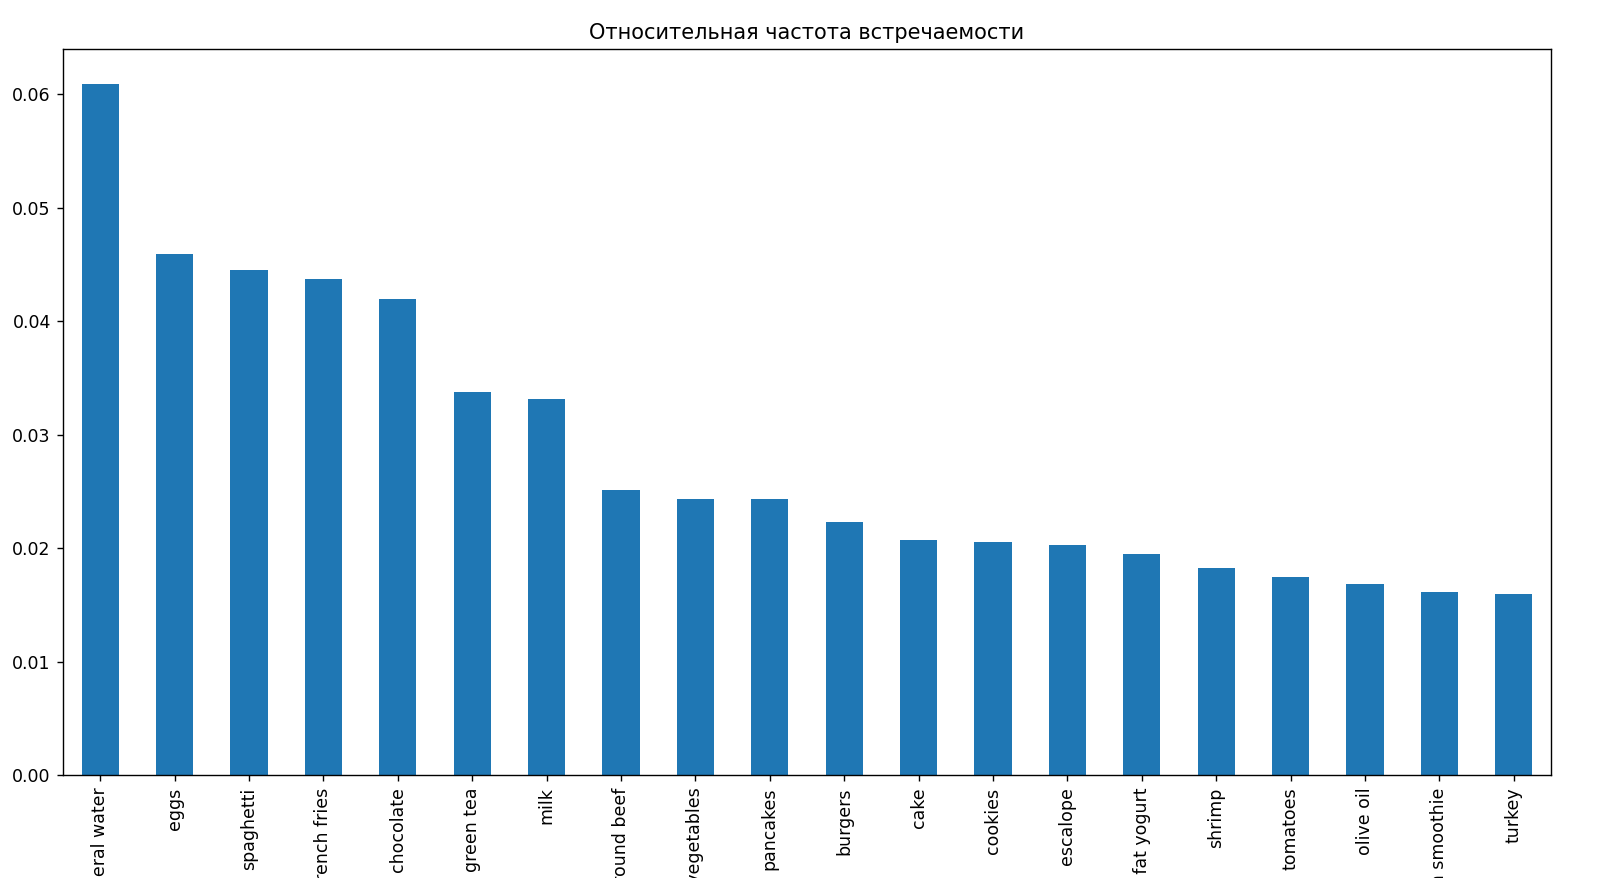 Относительная частота встречаемости
0.06
0.05
0.04
0.03
0.02
0.01
0.00
eral water
eggs
spaghetti
rench fries
chocolate
green tea
milk
round beef
vegetables
pancakes
burgers
cake
cookies
escalope
fat yogurt
shrimp
tomatoes
olive oil
smoothie
turkey